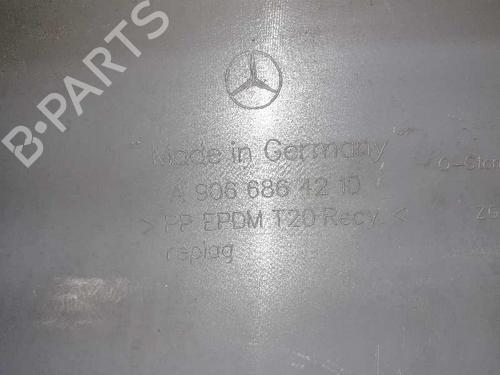 B-PARTS
Made in Germany
A 906 686 42 10
> PP EPDM T20 Recy. <
replag